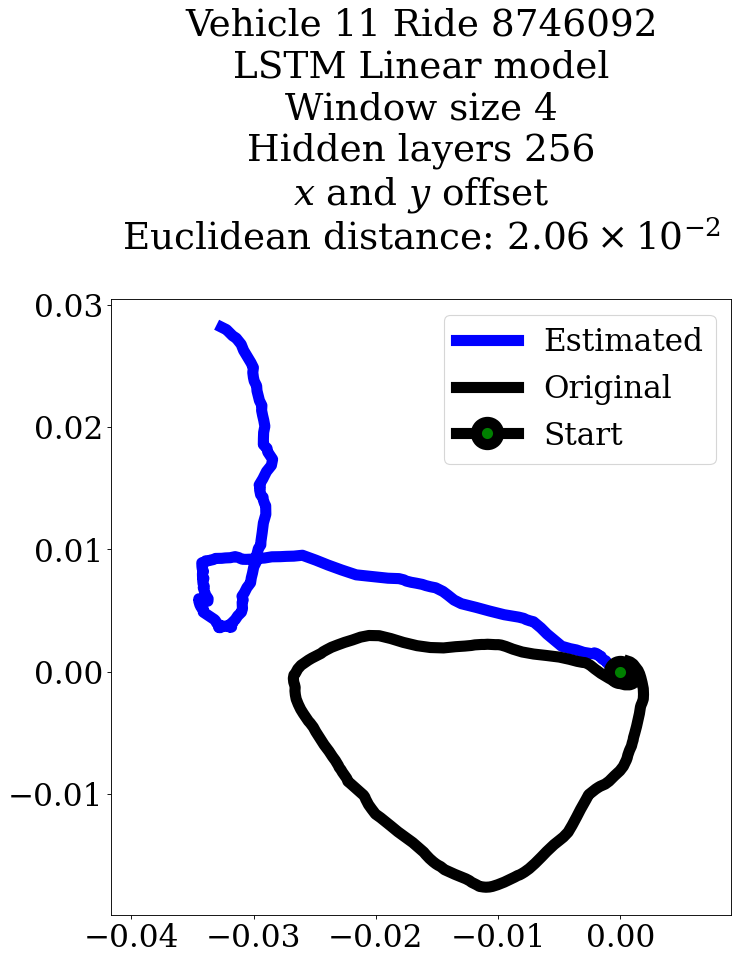 Vehicle 11 Ride 8746092
LSTM Linear model
Window size 4
Hidden layers 256
x and y offset
Euclidean distance: 2.06 × 10⁻²
0.03
0.02
0.01
0.00
−0.01
Estimated
Original
Start
−0.04 −0.03 −0.02 −0.01 0.00